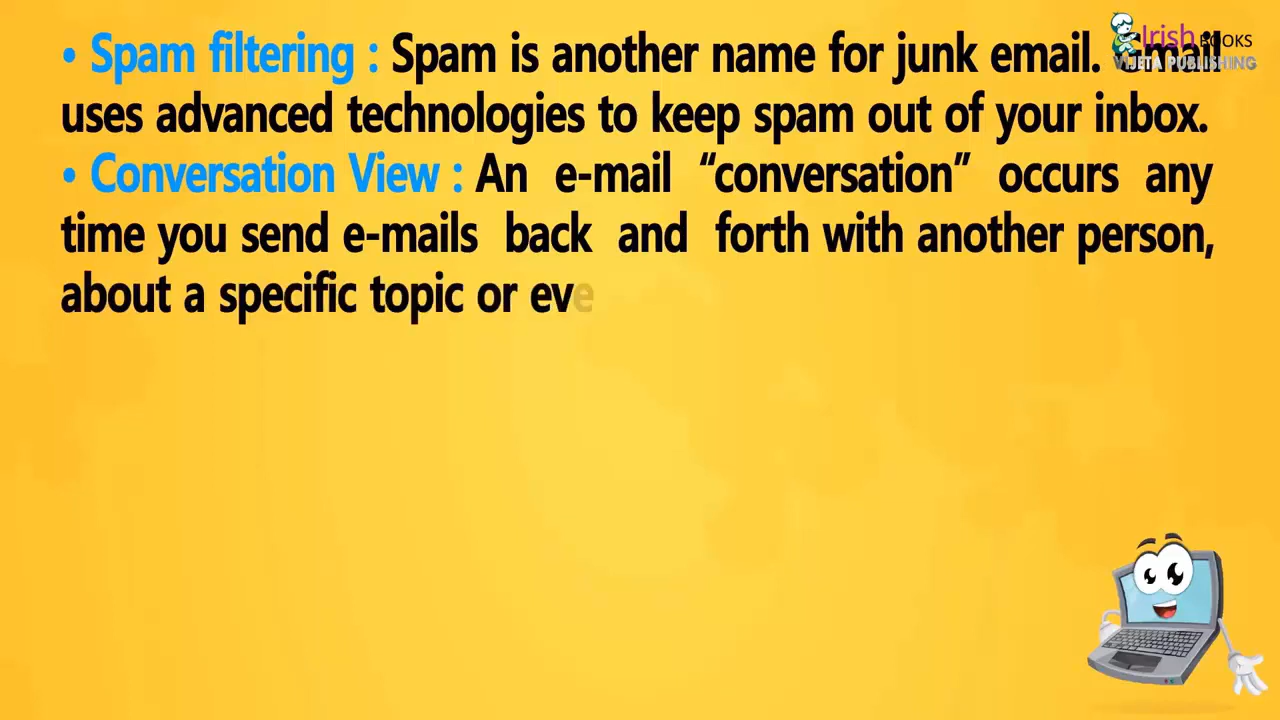 • Spam filtering : Spam is another name for junk email. Gmail
uses advanced technologies to keep spam out of your inbox.
• Conversation View : An e-mail “conversation” occurs any
time you send e-mails back and forth with another person,
about a specific topic or eve
Irish BOOKS
VIJETA PUBLISHING